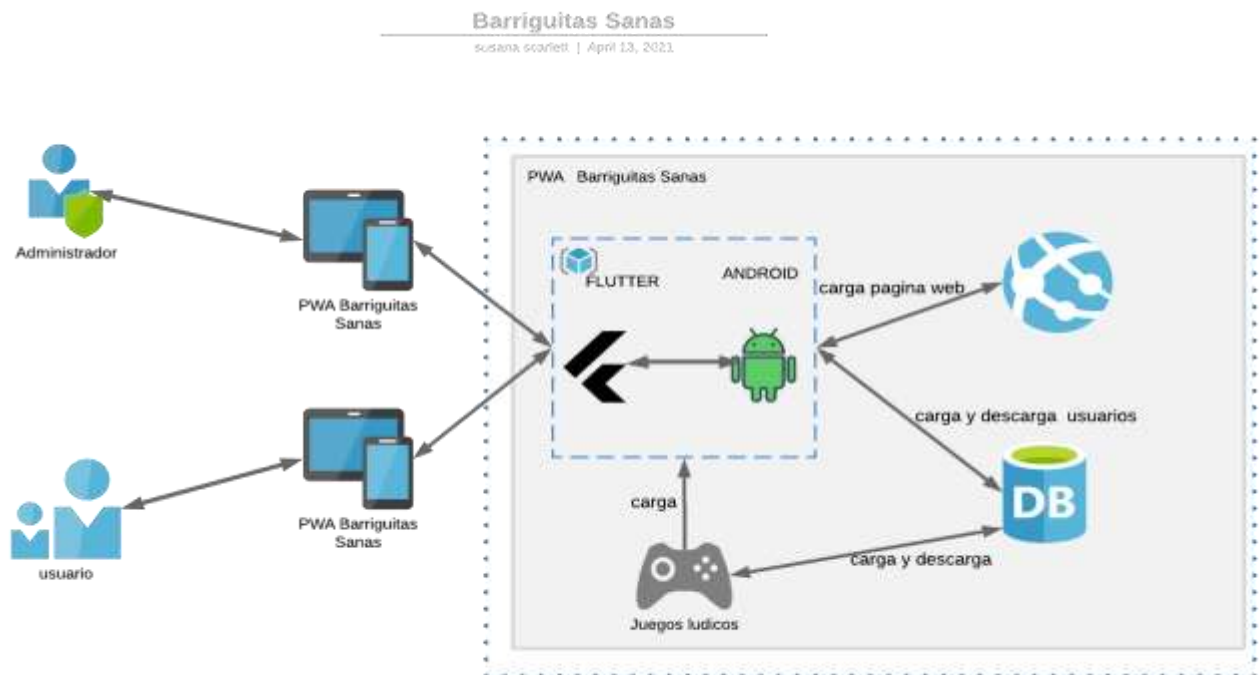 Barriguitas Sanas
susana scarlett | April 13, 2021
PWA Barriguitas Sanas
Administrador
PWA Barriguitas
Sanas
FLUTTER
ANDROID
carga pagina web
PWA Barriguitas
Sanas
usuario
carga y descarga usuarios
carga
DB
carga y descarga
Juegos ludicos